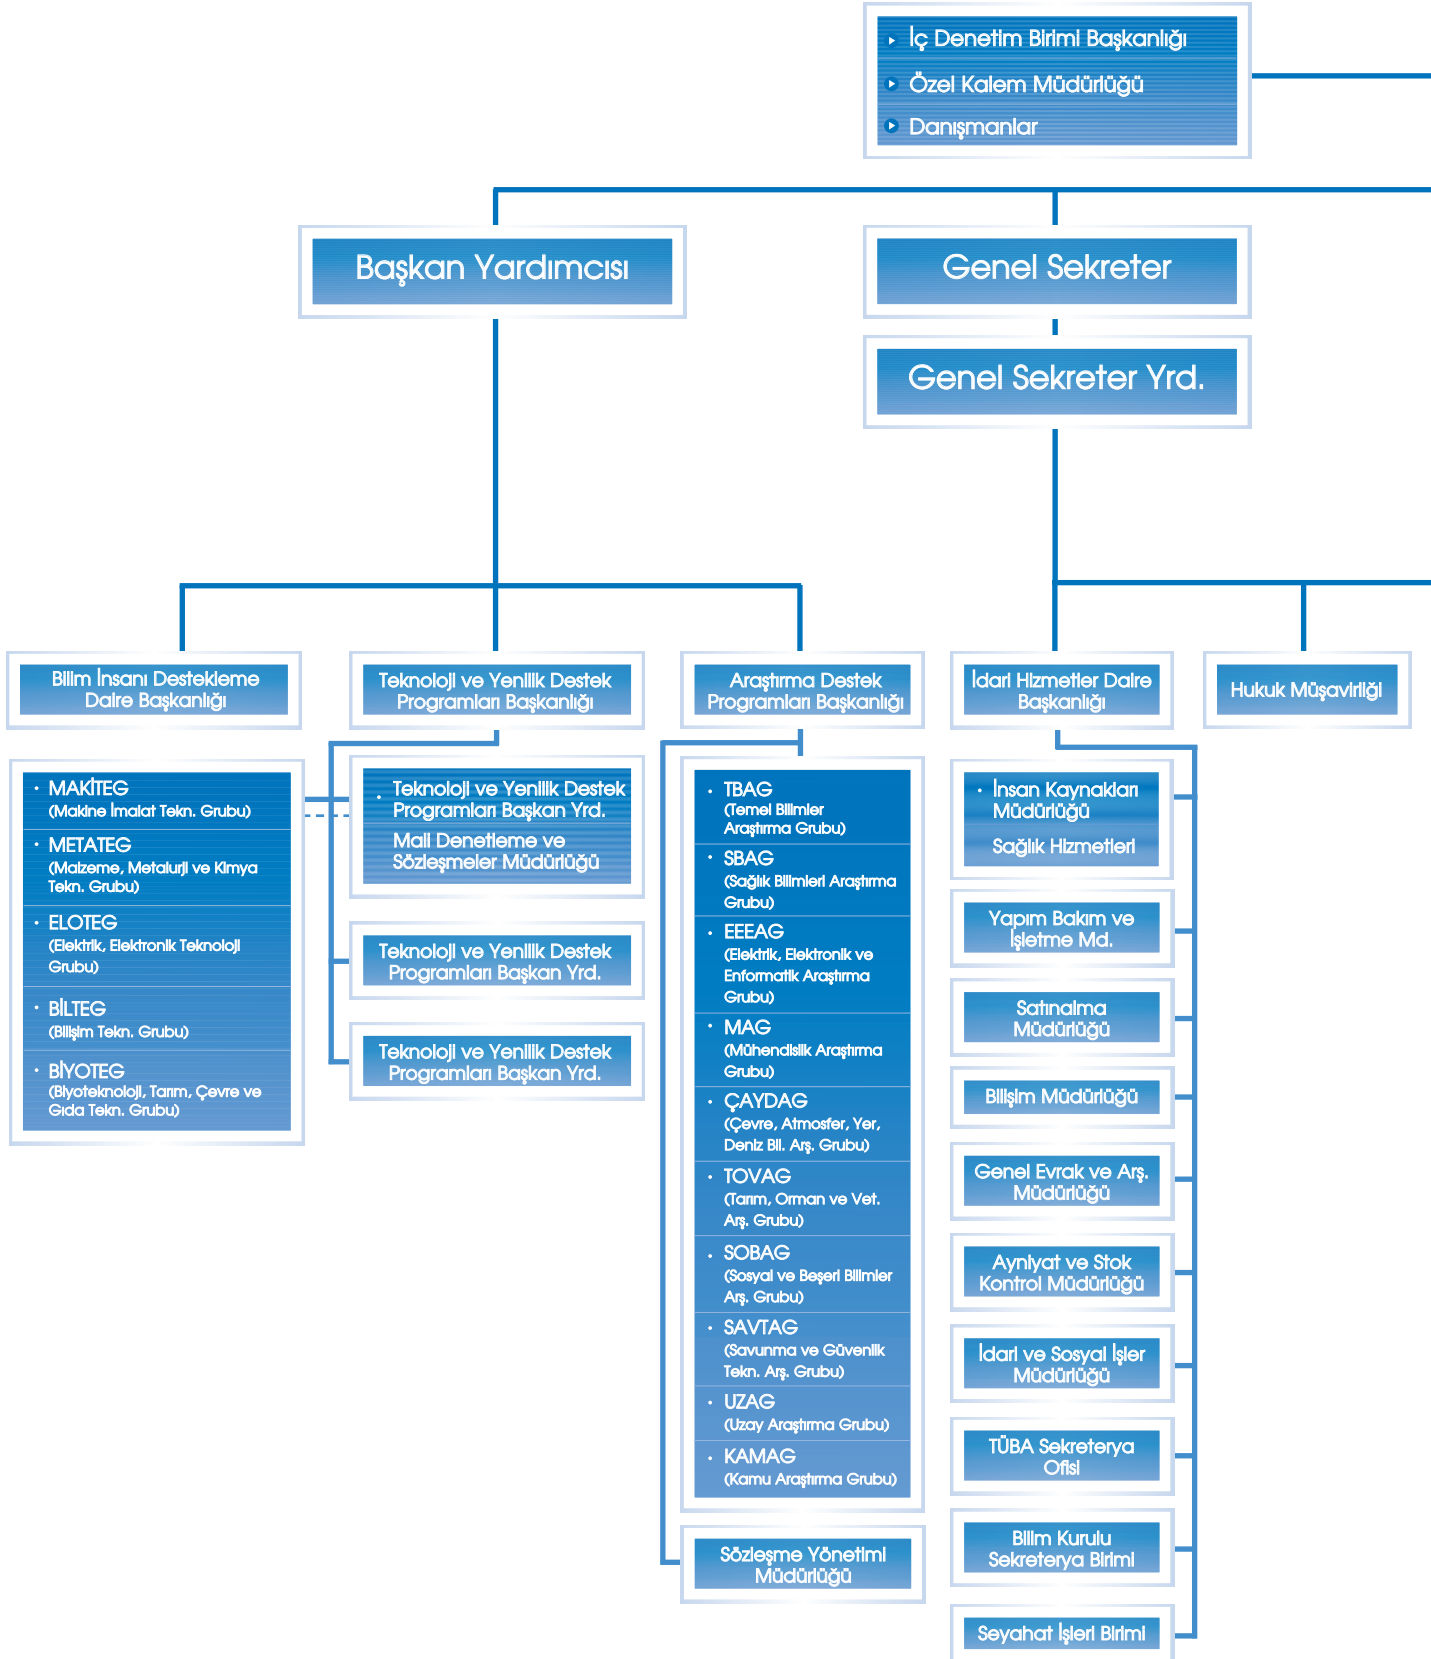 İç Denetim Birimi Başkanlığı
Özel Kalem Müdürlüğü
Danışmanlar
Başkan Yardımcısı
Genel Sekreter
Genel Sekreter Yrd.
Bilim İnsanı Destekleme
Daire Başkanlığı
Teknoloji ve Yenilik Destek
Programları Başkanlığı
Araştırma Destek
Programları Başkanlığı
İdari Hizmetler Daire
Başkanlığı
Hukuk Müşavirliği
MAKİTEG
(Makine İmalat Tekn. Grubu)
METATEG
(Malzeme, Metalurji ve Kimya
Tekn. Grubu)
ELOTEG
(Elektrik, Elektronik Teknoloji
Grubu)
BİLTEG
(Bilişim Tekn. Grubu)
BİYOTEG
(Biyoteknoloji, Tarım, Çevre ve
Gıda Tekn. Grubu)
Teknoloji ve Yenilik Destek
Programları Başkan Yrd.
Mali Denetleme ve
Sözleşmeler Müdürlüğü
Teknoloji ve Yenilik Destek
Programları Başkan Yrd.
Teknoloji ve Yenilik Destek
Programları Başkan Yrd.
TBAG
(Temel Bilimler
Araştırma Grubu)
SBAG
(Sağlık Bilimleri Araştırma
Grubu)
EEEAG
(Elektrik, Elektronik ve
Enformatik Araştırma
Grubu)
MAG
(Mühendislik Araştırma
Grubu)
ÇAYDAG
(Çevre, Atmosfer, Yer,
Deniz Bil. Arş. Grubu)
TOVAG
(Tarım, Orman ve Vet.
Arş. Grubu)
SOBAG
(Sosyal ve Beşeri Bilimler
Arş. Grubu)
SAVTAG
(Savunma ve Güvenlik
Tekn. Arş. Grubu)
UZAG
(Uzay Araştırma Grubu)
KAMAG
(Kamu Araştırma Grubu)
Sözleşme Yönetimi
Müdürlüğü
İnsan Kaynakları
Müdürlüğü
Sağlık Hizmetleri
Yapım Bakım ve
İşletme Md.
Satınalma
Müdürlüğü
Bilişim Müdürlüğü
Genel Evrak ve Arş.
Müdürlüğü
Ayniyat ve Stok
Kontrol Müdürlüğü
İdari ve Sosyal İşler
Müdürlüğü
TÜBA Sekreterya
Ofisi
Bilim Kurulu
Sekreterya Birimi
Seyahat İşleri Birimi